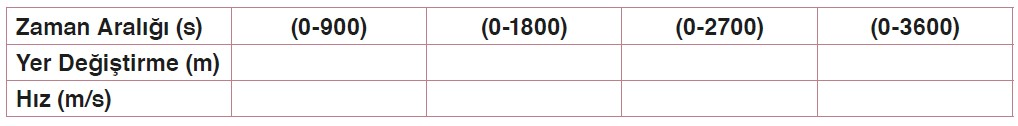 Zaman Aralığı (s) (0-900) (0-1800) (0-2700) (0-3600)
Yer Değiştirme (m)
Hız (m/s)